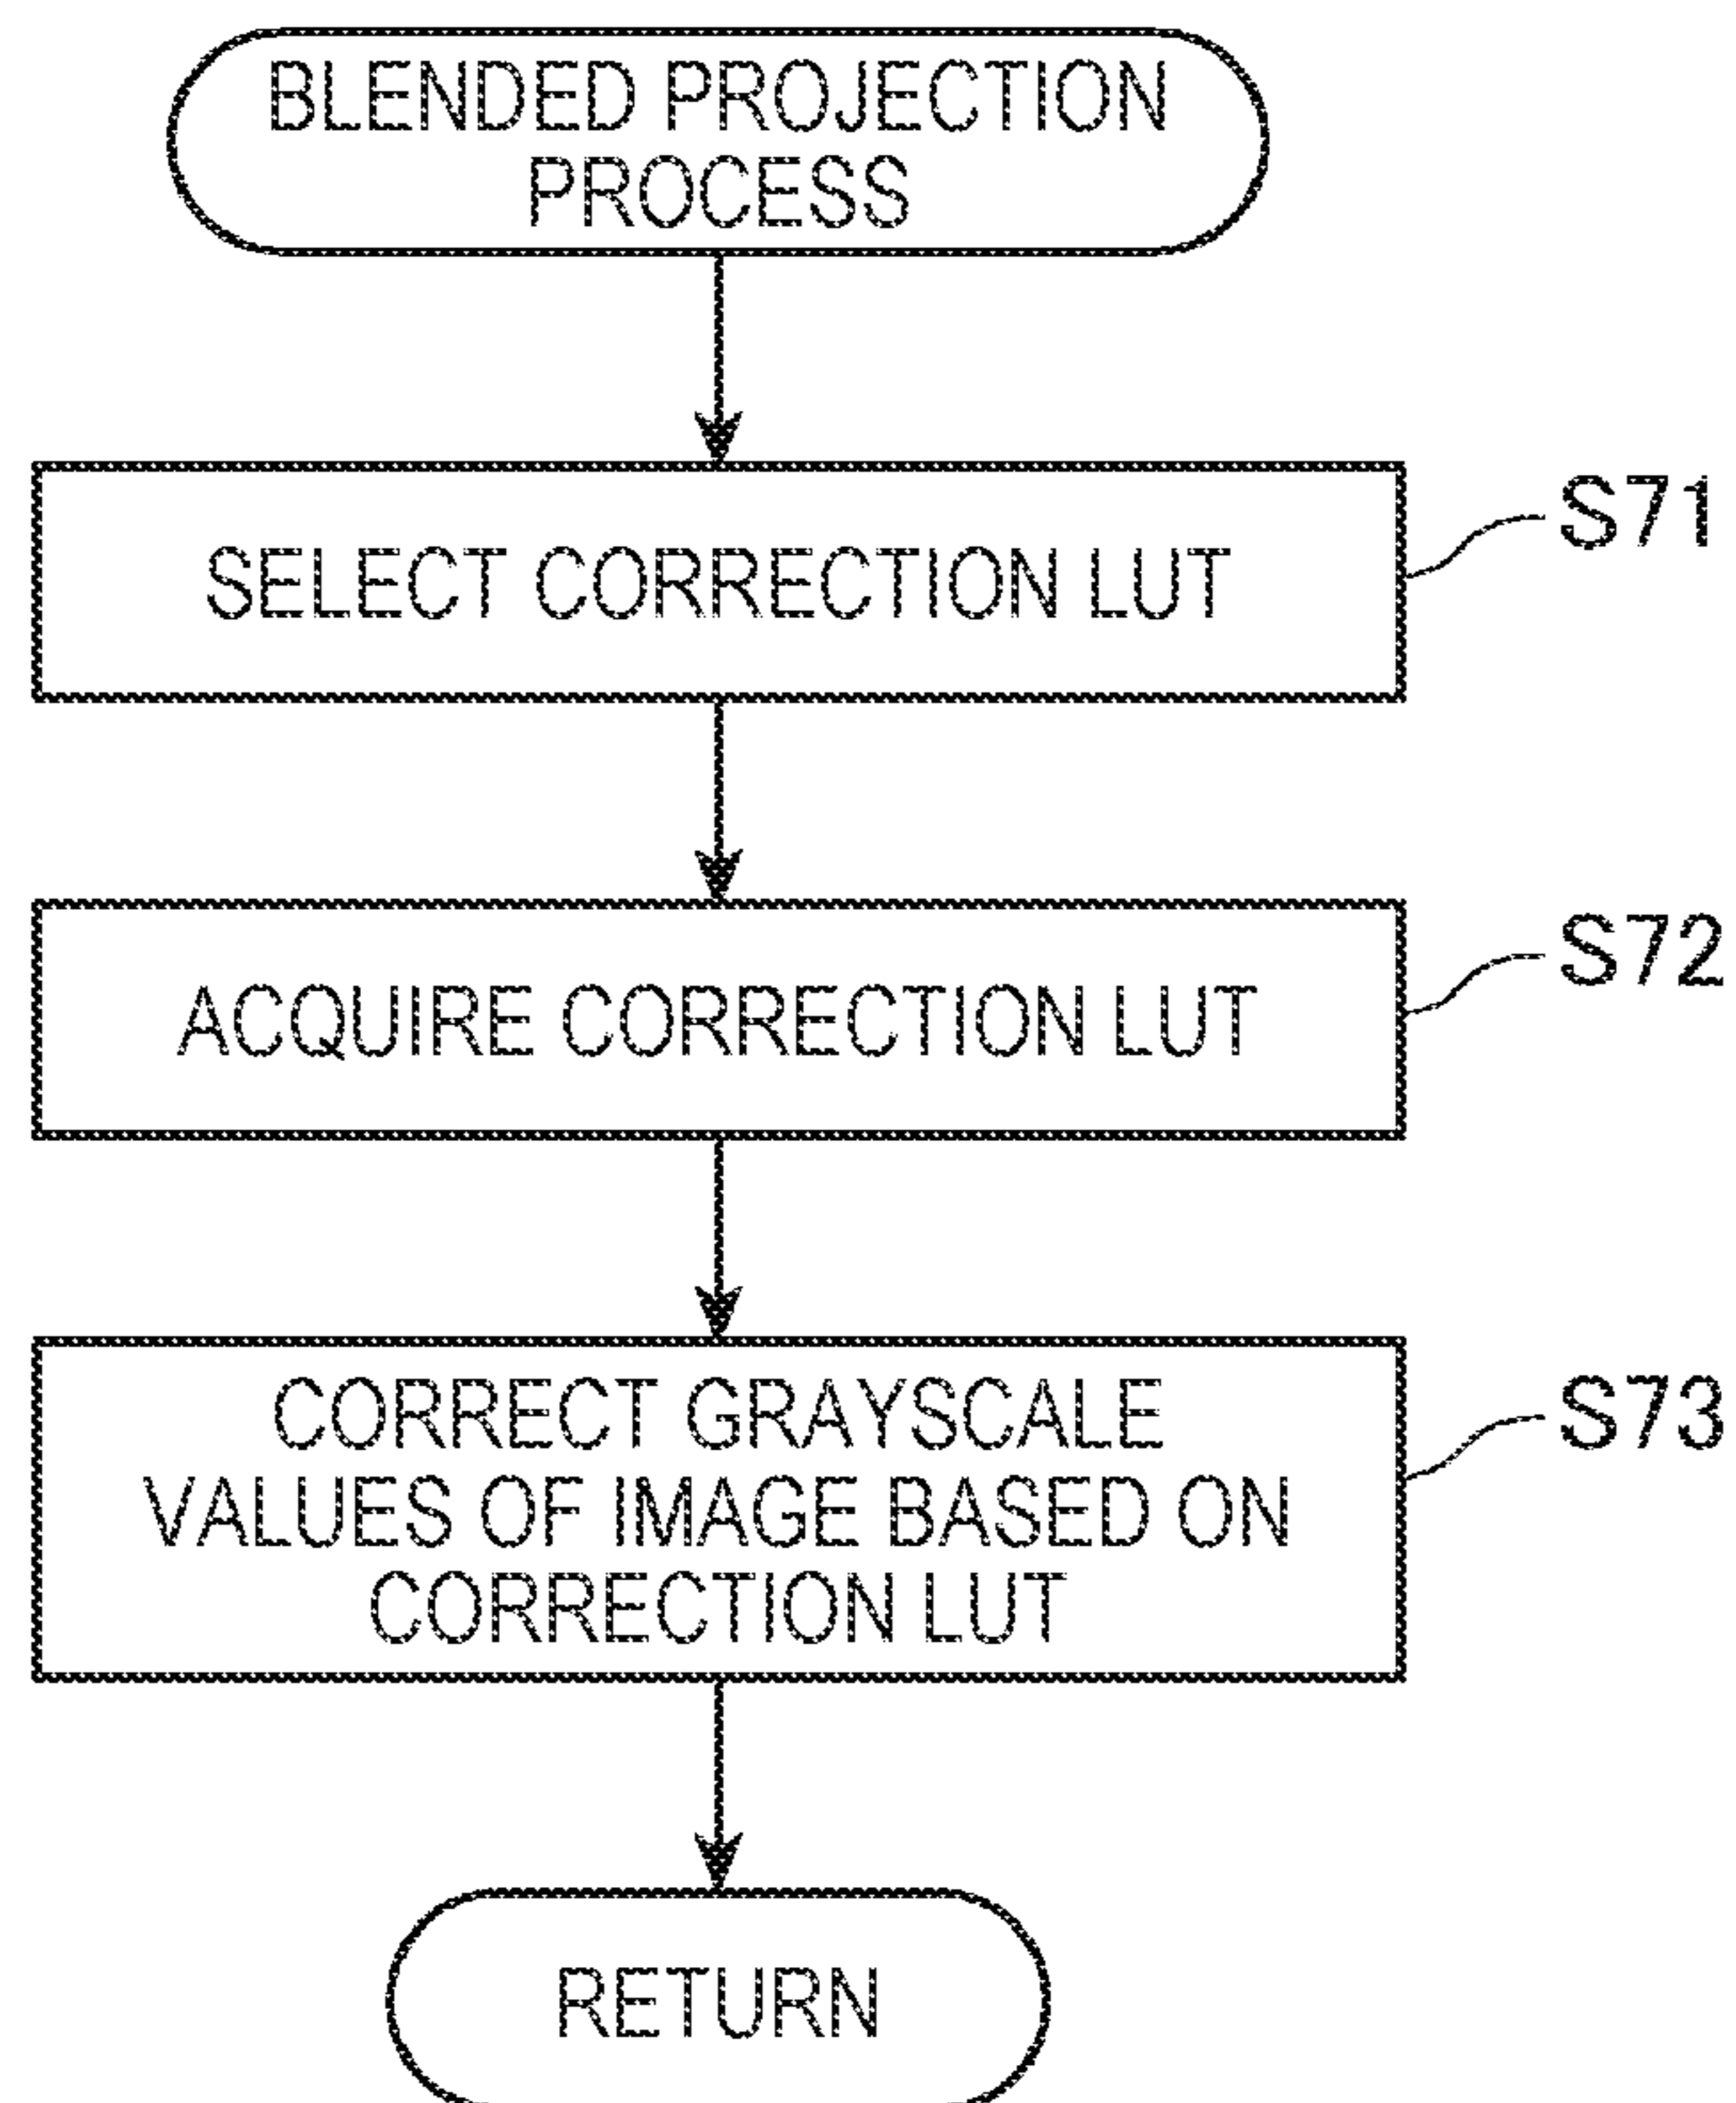 BLENDED PROJECTION
PROCESS
SELECT CORRECTION LUT
S71
ACQUIRE CORRECTION LUT
S72
CORRECT GRAYSCALE
VALUES OF IMAGE BASED ON
CORRECTION LUT
S73
RETURN